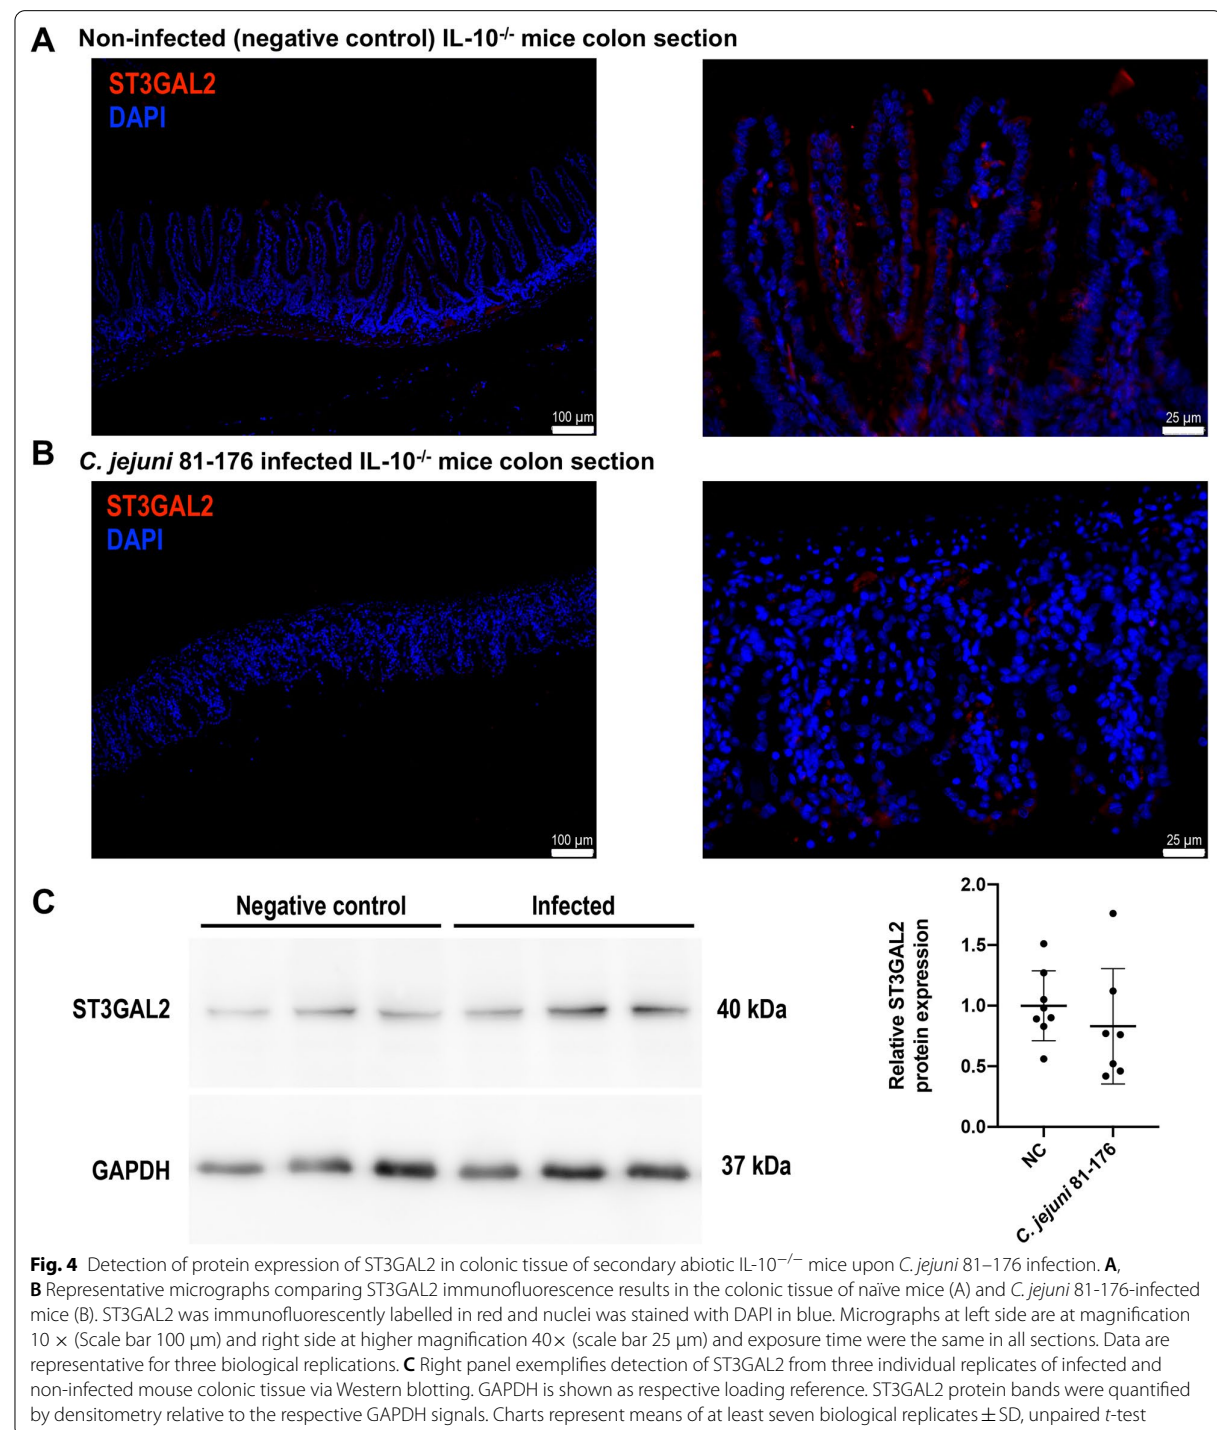 A Non-infected (negative control) IL-10-/- mice colon section
ST3GAL2
DAPI
100 µm
25 µm
B C. jejuni 81-176 infected IL-10-/- mice colon section
ST3GAL2
DAPI
100 µm
25 µm
C
Negative control
Infected
ST3GAL2
40 kDa
GAPDH
37 kDa
Relative ST3GAL2
protein expression
2.0
1.5
1.0
0.5
0.0
NC
C. jejuni 81-176
Fig. 4 Detection of protein expression of ST3GAL2 in colonic tissue of secondary abiotic IL-10−/− mice upon C. jejuni 81–176 infection. A,
B Representative micrographs comparing ST3GAL2 immunofluorescence results in the colonic tissue of naïve mice (A) and C. jejuni 81-176-infected
mice (B). ST3GAL2 was immunofluorescently labelled in red and nuclei was stained with DAPI in blue. Micrographs at left side are at magnification
10 × (Scale bar 100 µm) and right side at higher magnification 40× (scale bar 25 µm) and exposure time were the same in all sections. Data are
representative for three biological replications. C Right panel exemplifies detection of ST3GAL2 from three individual replicates of infected and
non-infected mouse colonic tissue via Western blotting. GAPDH is shown as respective loading reference. ST3GAL2 protein bands were quantified
by densitometry relative to the respective GAPDH signals. Charts represent means of at least seven biological replicates ± SD, unpaired t-test